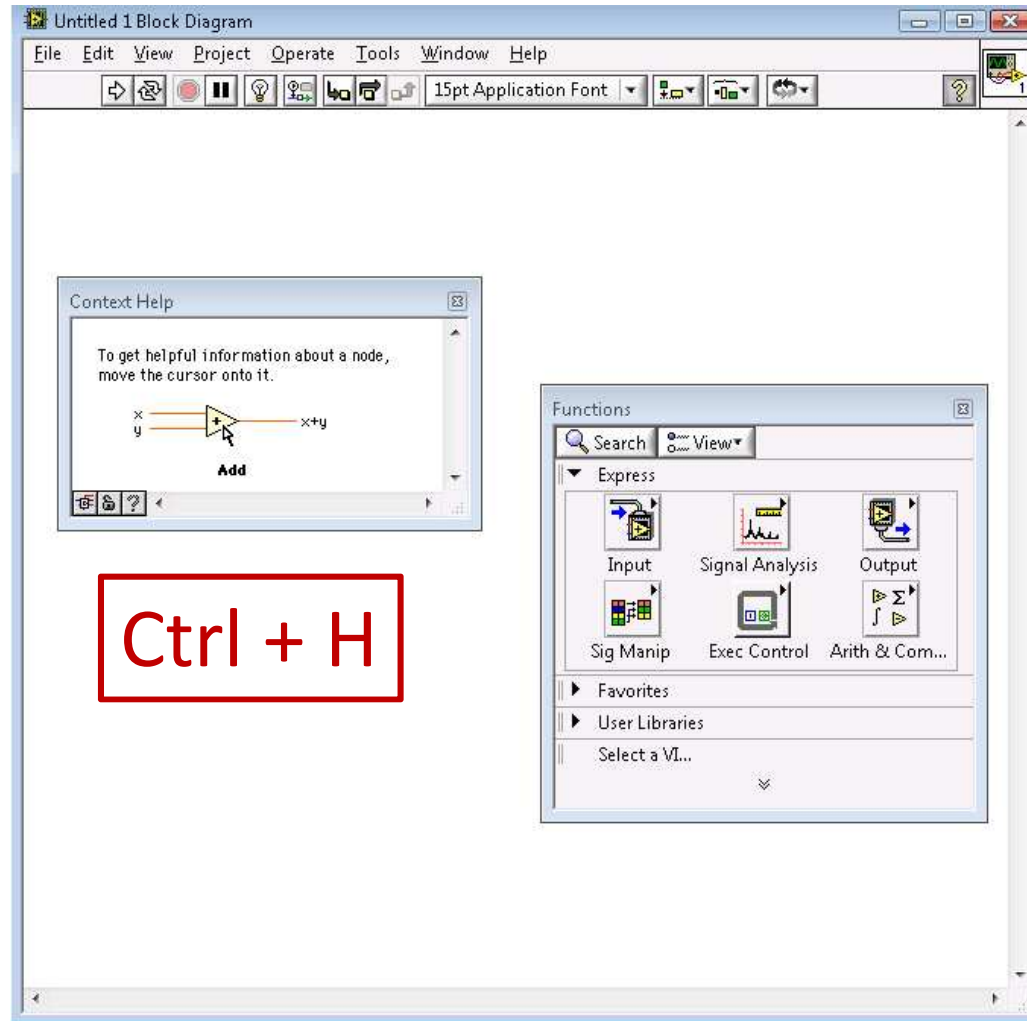 Untitled 1 Block Diagram
File Edit View Project Operate Tools Window Help
15pt Application Font
1
Context Help
To get helpful information about a node,
move the cursor onto it.
x
y
x+y
Add
Ctrl + H
Functions
Search View
Express
Input Signal Analysis Output
Sig Manip Exec Control Arith & Com...
Favorites
User Libraries
Select a VI...